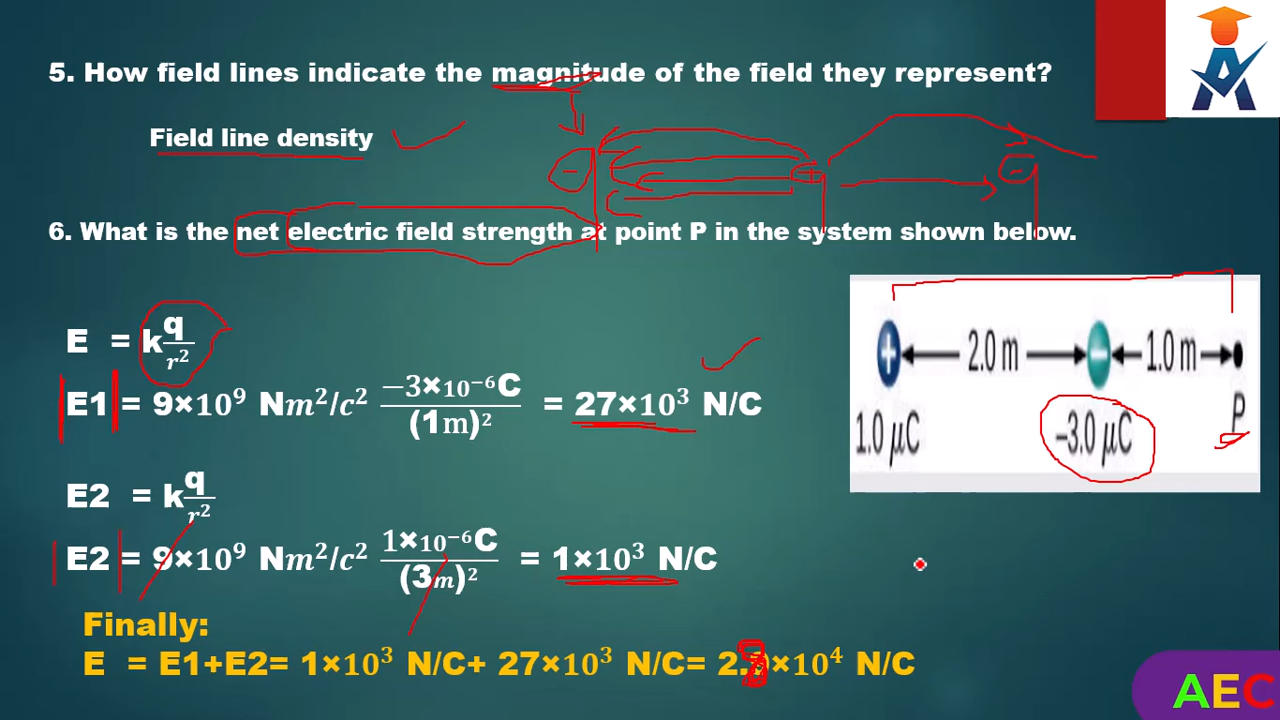 5. How field lines indicate the magnitude of the field they represent?
Field line density
6. What is the net electric field strength at point P in the system shown below.
E = k q/r²
E1 = 9×10⁹ Nm²/c² −3×10⁻⁶C/(1m)² = 27×10³ N/C
E2 = k q/r²
E2 = 9×10⁹ Nm²/c² 1×10⁻⁶C/(3m)² = 1×10³ N/C
Finally:
E = E1+E2= 1×10³ N/C+ 27×10³ N/C= 2.8×10⁴ N/C
+ 2.0 m − 1.0 m
1.0 μC −3.0 μC P
AEC